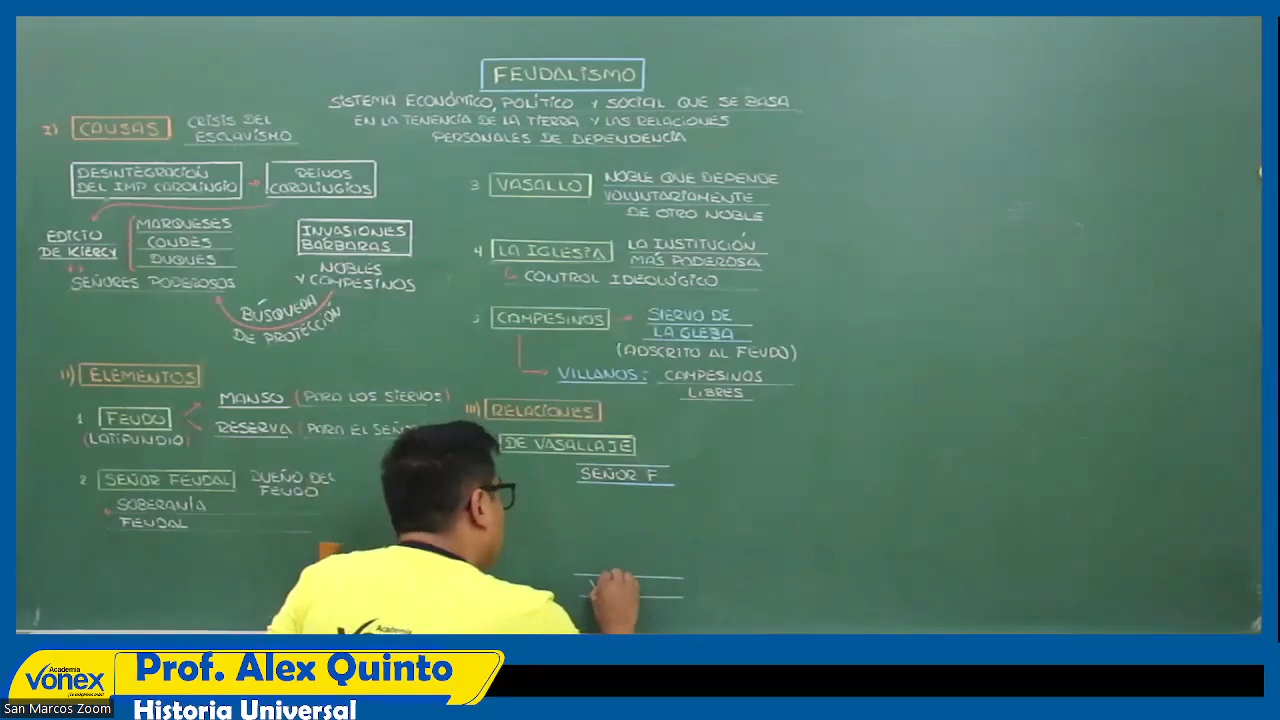 FEUDALISMO
SISTEMA ECONÓMICO, POLÍTICO Y SOCIAL QUE SE BASA
EN LA TENENCIA DE LA TIERRA Y LAS RELACIONES
PERSONALES DE DEPENDENCIA
I) CAUSAS CRISIS DEL
ESCLAVISMO
DESINTEGRACIÓN
DEL IMP CAROLINGIO
REINOS
CAROLINGIOS
EDICTO
DE KIERCY
MARQUESES
CONDES
DUQUES
SEÑORES PODEROSOS
INVASIONES
BÁRBARAS
NOBLES
Y CAMPESINOS
BÚSQUEDA
DE PROTECCIÓN
II) ELEMENTOS
1 FEUDO
(LATIFUNDIO)
MANSO (PARA LOS SIERVOS)
RESERVA (PARA EL SEÑ
2 SEÑOR FEUDAL DUEÑO DEL
FEUDO
SOBERANÍA
FEUDAL
3 VASALLO NOBLE QUE DEPENDE
VOLUNTARIAMENTE
DE OTRO NOBLE
4 LA IGLESIA LA INSTITUCIÓN
MÁS PODEROSA
CONTROL IDEOLÓGICO
5 CAMPESINOS SIERVO DE
LA GLEBA
(ADSCRITO AL FEUDO)
VILLANOS: CAMPESINOS
LIBRES
III) RELACIONES
DE VASALLAJE
SEÑOR F
Academia
Academia
Vonex
Prof. Alex Quinto
Historia Universal
San Marcos Zoom